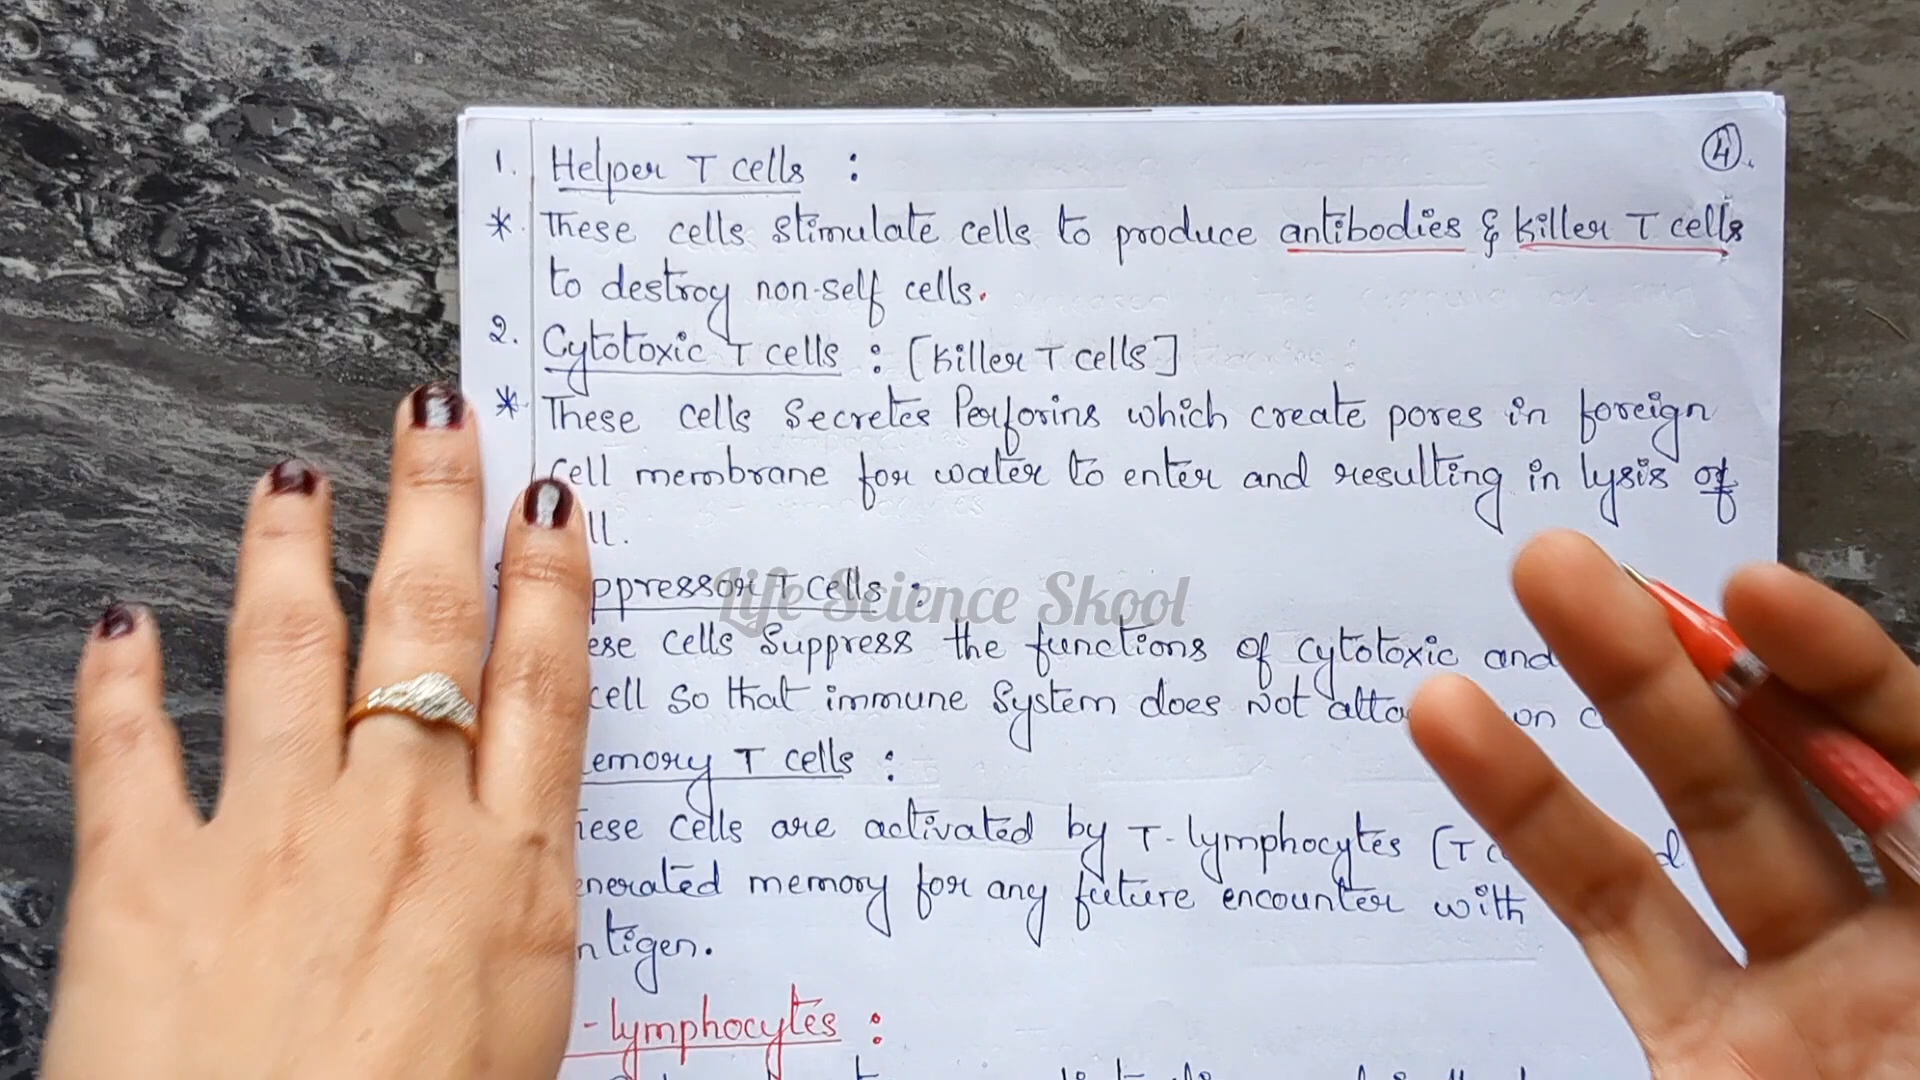 4
1. Helper T cells :
* These cells stimulate cells to produce antibodies & killer T cells
to destroy non-self cells.
2. Cytotoxic T cells : [Killer T cells]
* These cells Secretes Perforins which create pores in foreign
cell membrane for water to enter and resulting in lysis of
ll.
ppressor T cells :
Life Science Skool
ese cells Suppress the functions of cytotoxic and
cell so that immune System does not atta on
emory T cells :
hese cells are activated by T-lymphocytes (T
enerated memory for any future encounter with
ntigen.
-lymphocytes :